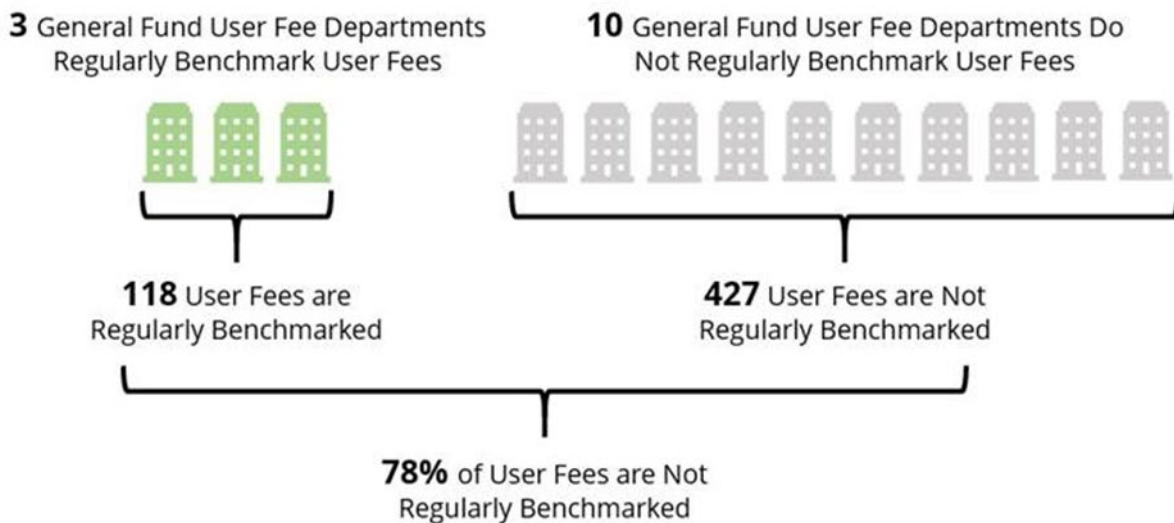 3 General Fund User Fee Departments
Regularly Benchmark User Fees
10 General Fund User Fee Departments Do
Not Regularly Benchmark User Fees
118 User Fees are
Regularly Benchmarked
427 User Fees are Not
Regularly Benchmarked
78% of User Fees are Not
Regularly Benchmarked